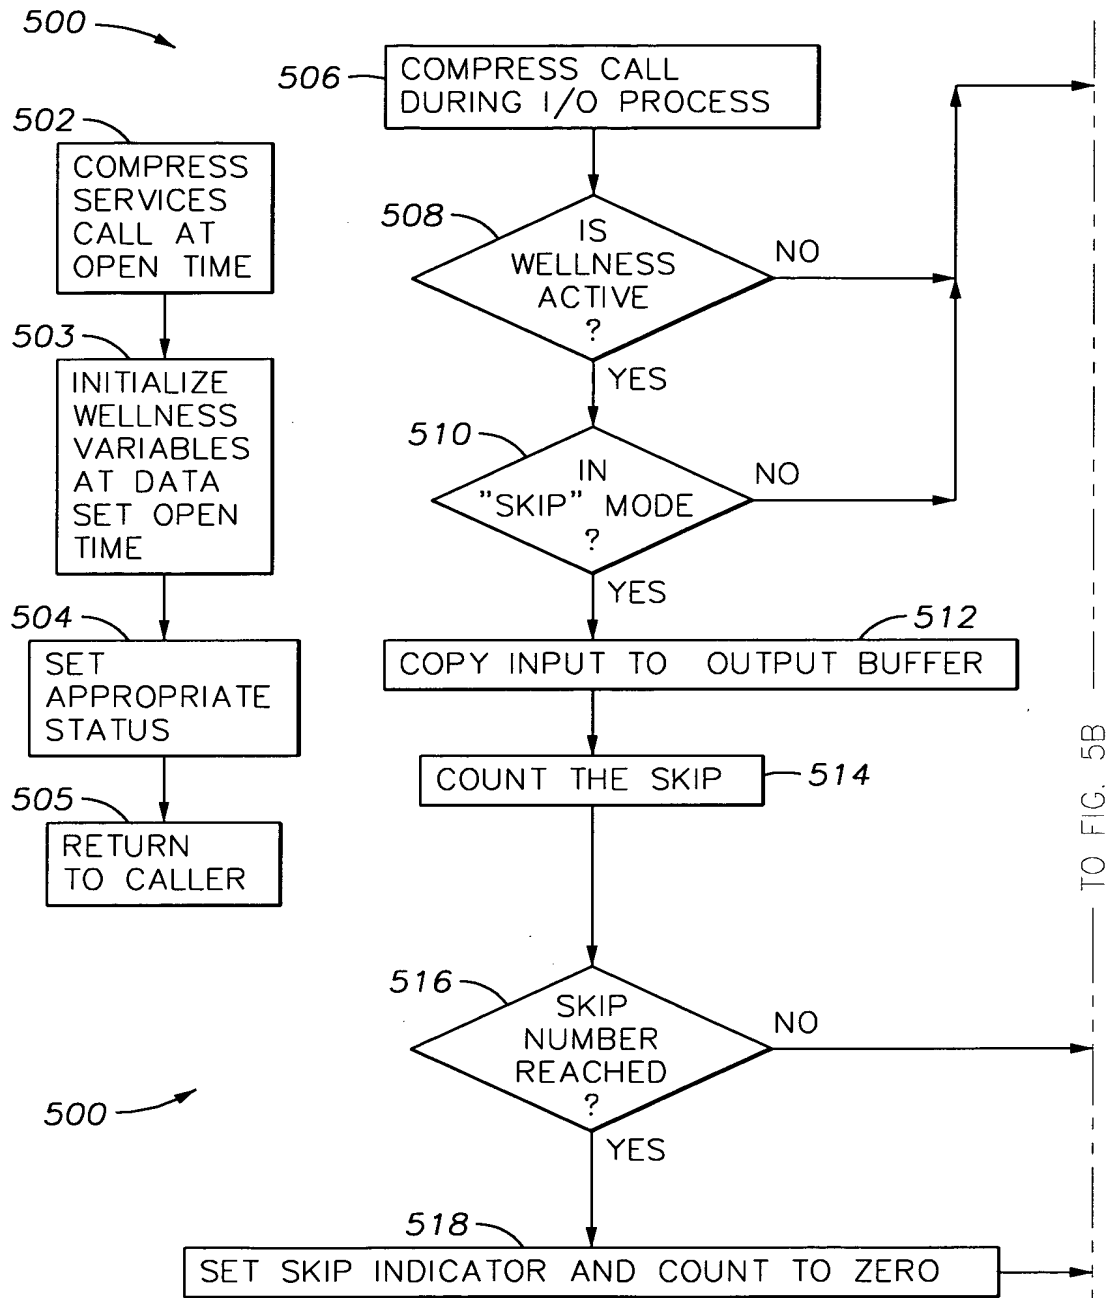 500
502
COMPRESS
SERVICES
CALL AT
OPEN TIME
503
INITIALIZE
WELLNESS
VARIABLES
AT DATA
SET OPEN
TIME
504
SET
APPROPRIATE
STATUS
505
RETURN
TO CALLER
506
COMPRESS CALL
DURING I/O PROCESS
508
IS
WELLNESS
ACTIVE
?
NO
YES
510
IN
"SKIP" MODE
?
NO
YES
512
COPY INPUT TO OUTPUT BUFFER
COUNT THE SKIP
514
516
SKIP
NUMBER
REACHED
?
NO
YES
500
518
SET SKIP INDICATOR AND COUNT TO ZERO
TO FIG. 5B